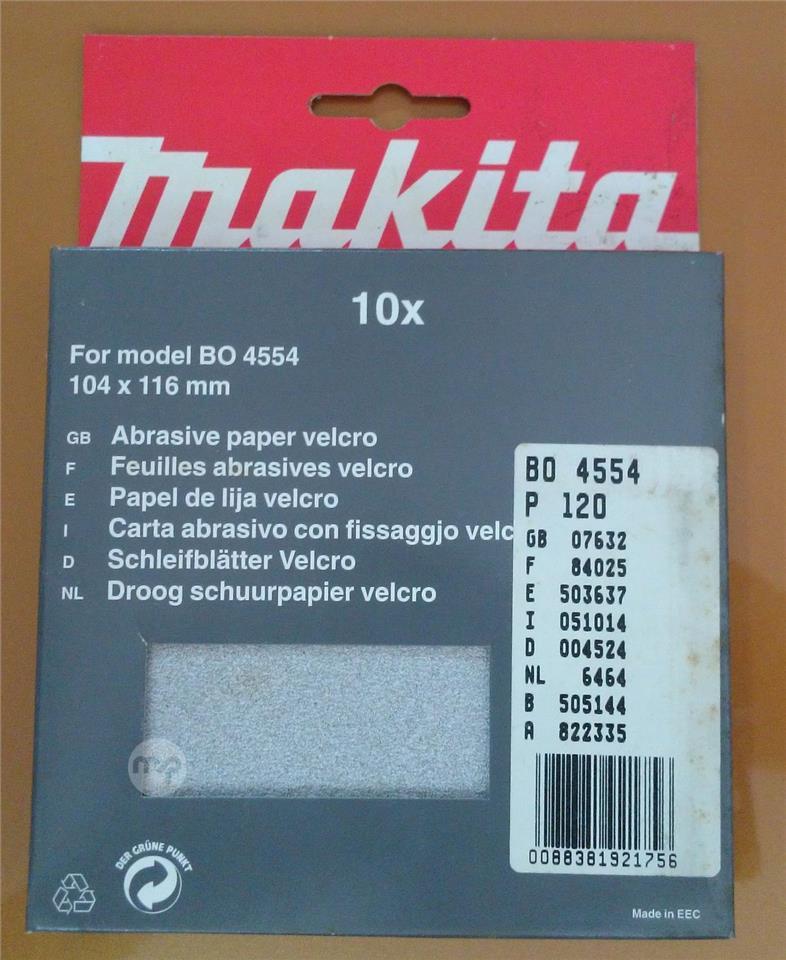 makita
10x
For model BO 4554
104 x 116 mm
GB Abrasive paper velcro
F Feuilles abrasives velcro
E Papel de lija velcro
I Carta abrasivo con fissaggjo velc
D Schleifblätter Velcro
NL Droog schuurpapier velcro
BO 4554
P 120
GB 07632
F 84025
E 503637
I 051014
D 004524
NL 6464
B 505144
A 822335
0088381921756
DER GRÜNE PUNKT
Made in EEC